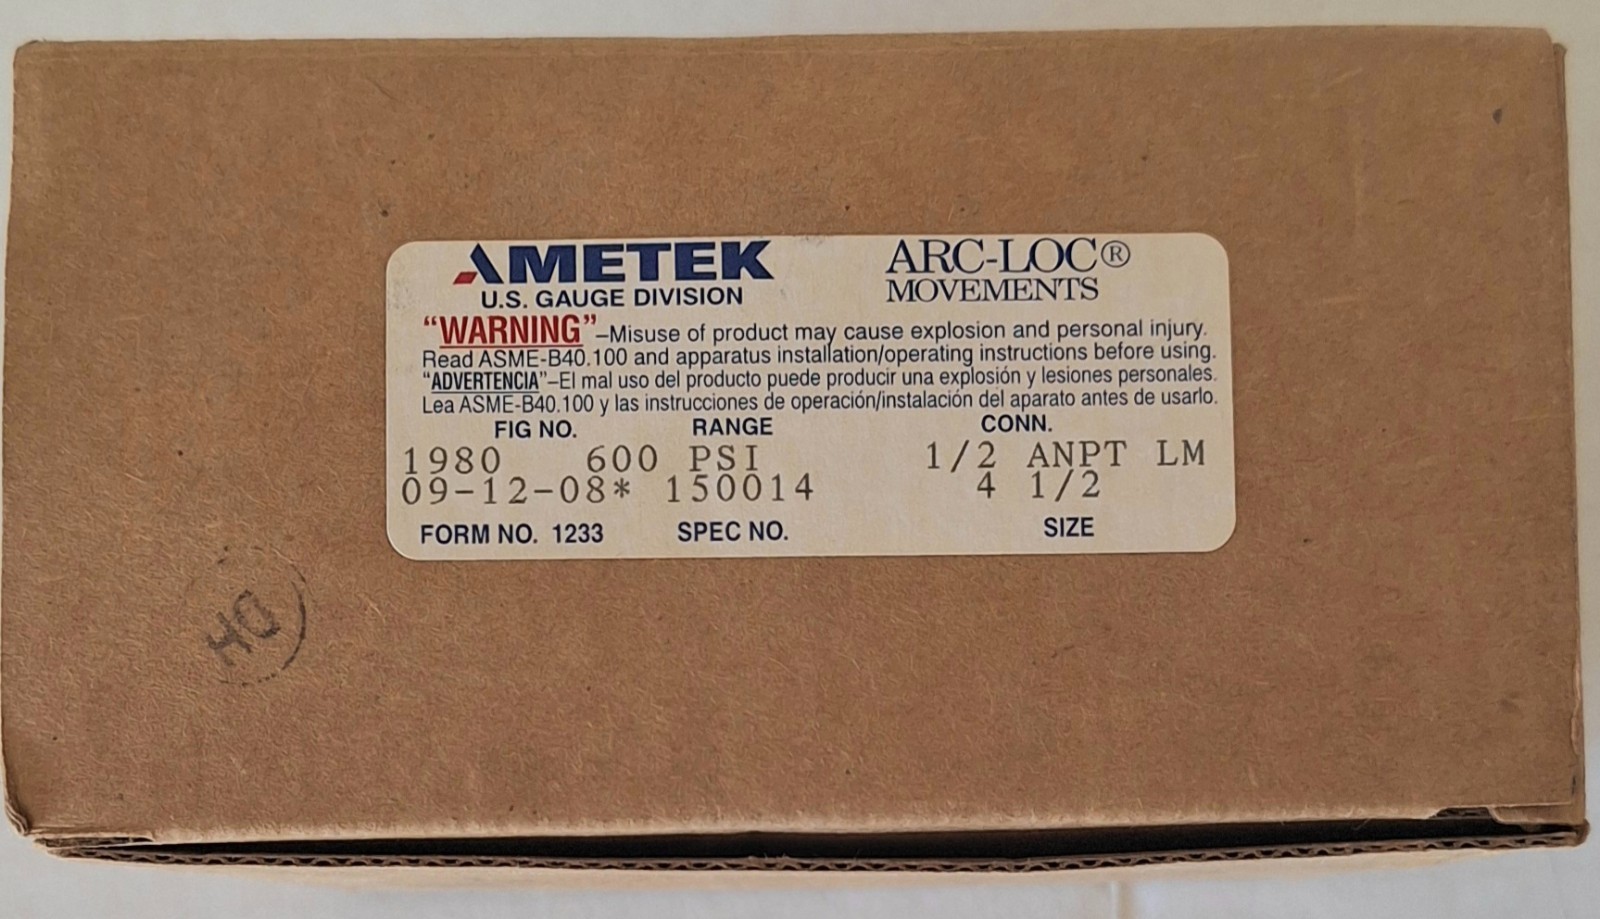 AMETEK
U.S. GAUGE DIVISION
ARC-LOC®
MOVEMENTS
“WARNING”–Misuse of product may cause explosion and personal injury.
Read ASME-B40.100 and apparatus installation/operating instructions before using.
“ADVERTENCIA”–El mal uso del producto puede producir una explosión y lesiones personales.
Lea ASME-B40.100 y las instrucciones de operación/instalación del aparato antes de usarlo.
FIG NO. RANGE CONN.
1980 600 PSI 1/2 ANPT LM
09-12-08* 150014 4 1/2
FORM NO. 1233 SPEC NO. SIZE